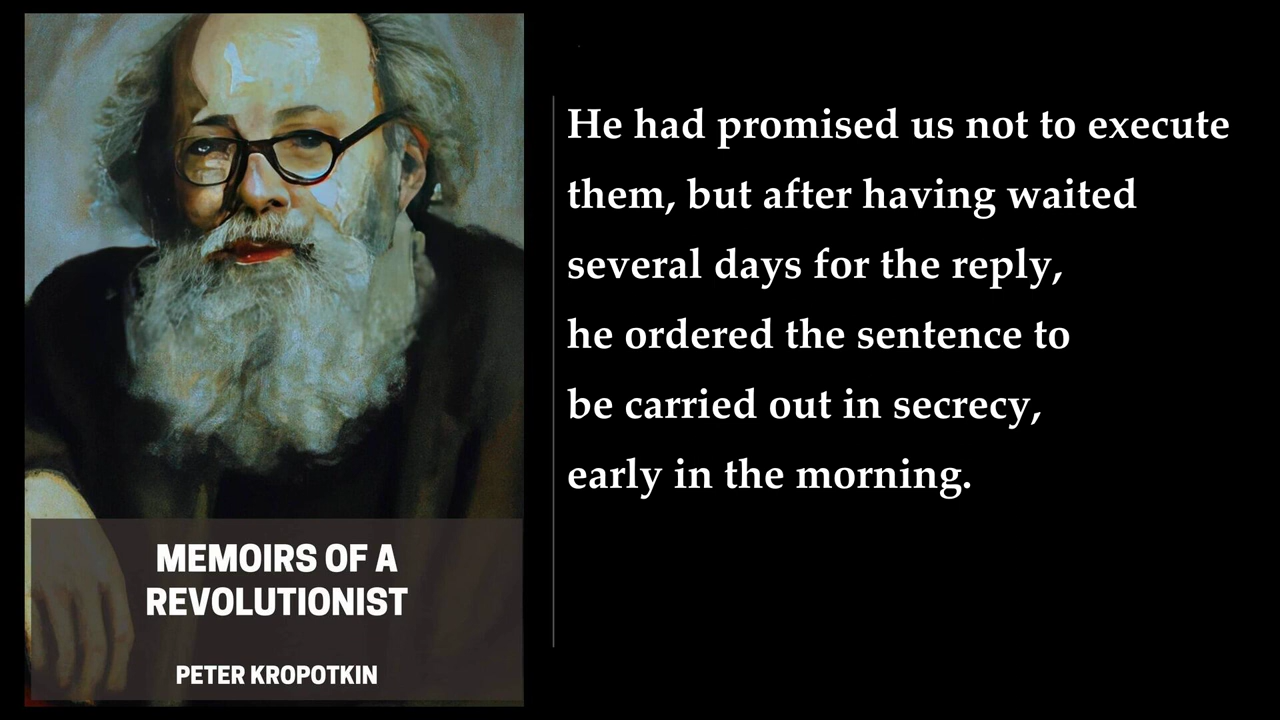 MEMOIRS OF A
REVOLUTIONIST
PETER KROPOTKIN
He had promised us not to execute
them, but after having waited
several days for the reply,
he ordered the sentence to
be carried out in secrecy,
early in the morning.